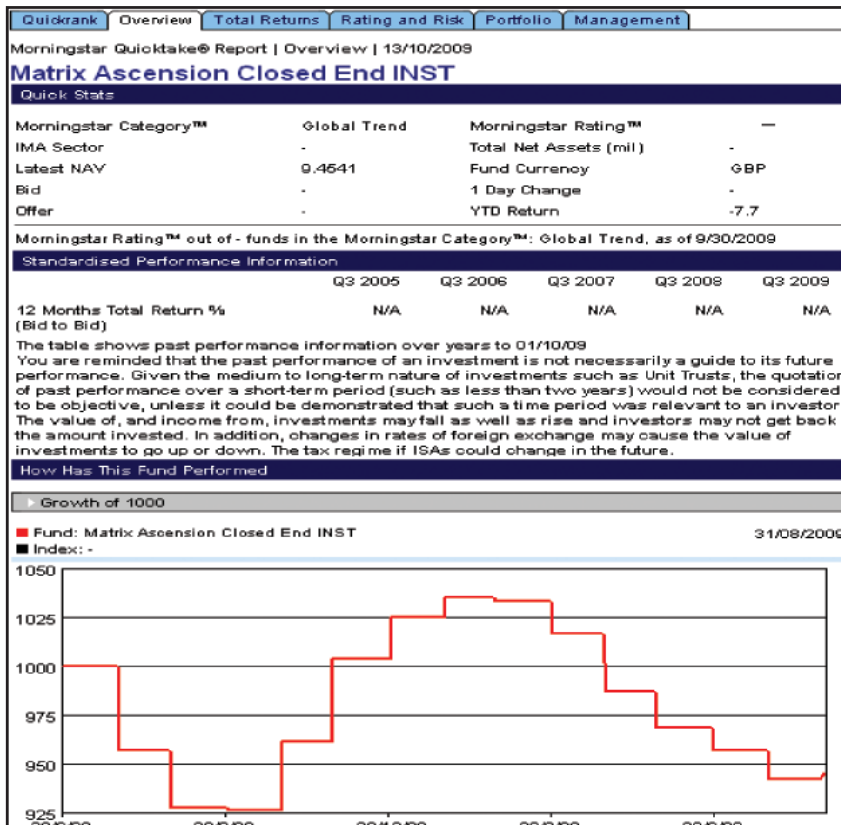 Quickrank Overview Total Returns Rating and Risk Portfolio Management
Morningstar Quicktake® Report | Overview | 13/10/2009
Matrix Ascension Closed End INST
Quick Stats
Morningstar Category™ Global Trend Morningstar Rating™ —
IMA Sector - Total Net Assets (mil) -
Latest NAV 9.4541 Fund Currency GBP
Bid - 1 Day Change -
Offer - YTD Return -7.7
Morningstar Rating™ out of - funds in the Morningstar Category™: Global Trend, as of 9/30/2009
Standardised Performance Information
Q3 2005 Q3 2006 Q3 2007 Q3 2008 Q3 2009
12 Months Total Return % N/A N/A N/A N/A N/A
(Bid to Bid)
The table shows past performance information over years to 01/10/09
You are reminded that the past performance of an investment is not necessarily a guide to its future
performance. Given the medium to long-term nature of investments such as Unit Trusts, the quotation
of past performance over a short-term period (such as less than two years) would not be considered
to be objective, unless it could be demonstrated that such a time period was relevant to an investor
The value of, and income from, investments may fall as well as rise and investors may not get back
the amount invested. In addition, changes in rates of foreign exchange may cause the value of
investments to go up or down. The tax regime if ISAs could change in the future.
How Has This Fund Performed
Growth of 1000
Fund: Matrix Ascension Closed End INST 31/08/2009
Index: -
1050
1025
1000
975
950
925